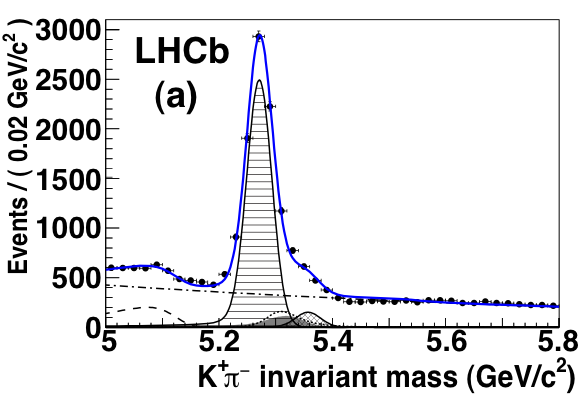 LHCb
(a)
Events / ( 0.02 GeV/c² )
3000
2500
2000
1500
1000
500
0
5 5.2 5.4 5.6 5.8
K⁺π⁻ invariant mass (GeV/c²)